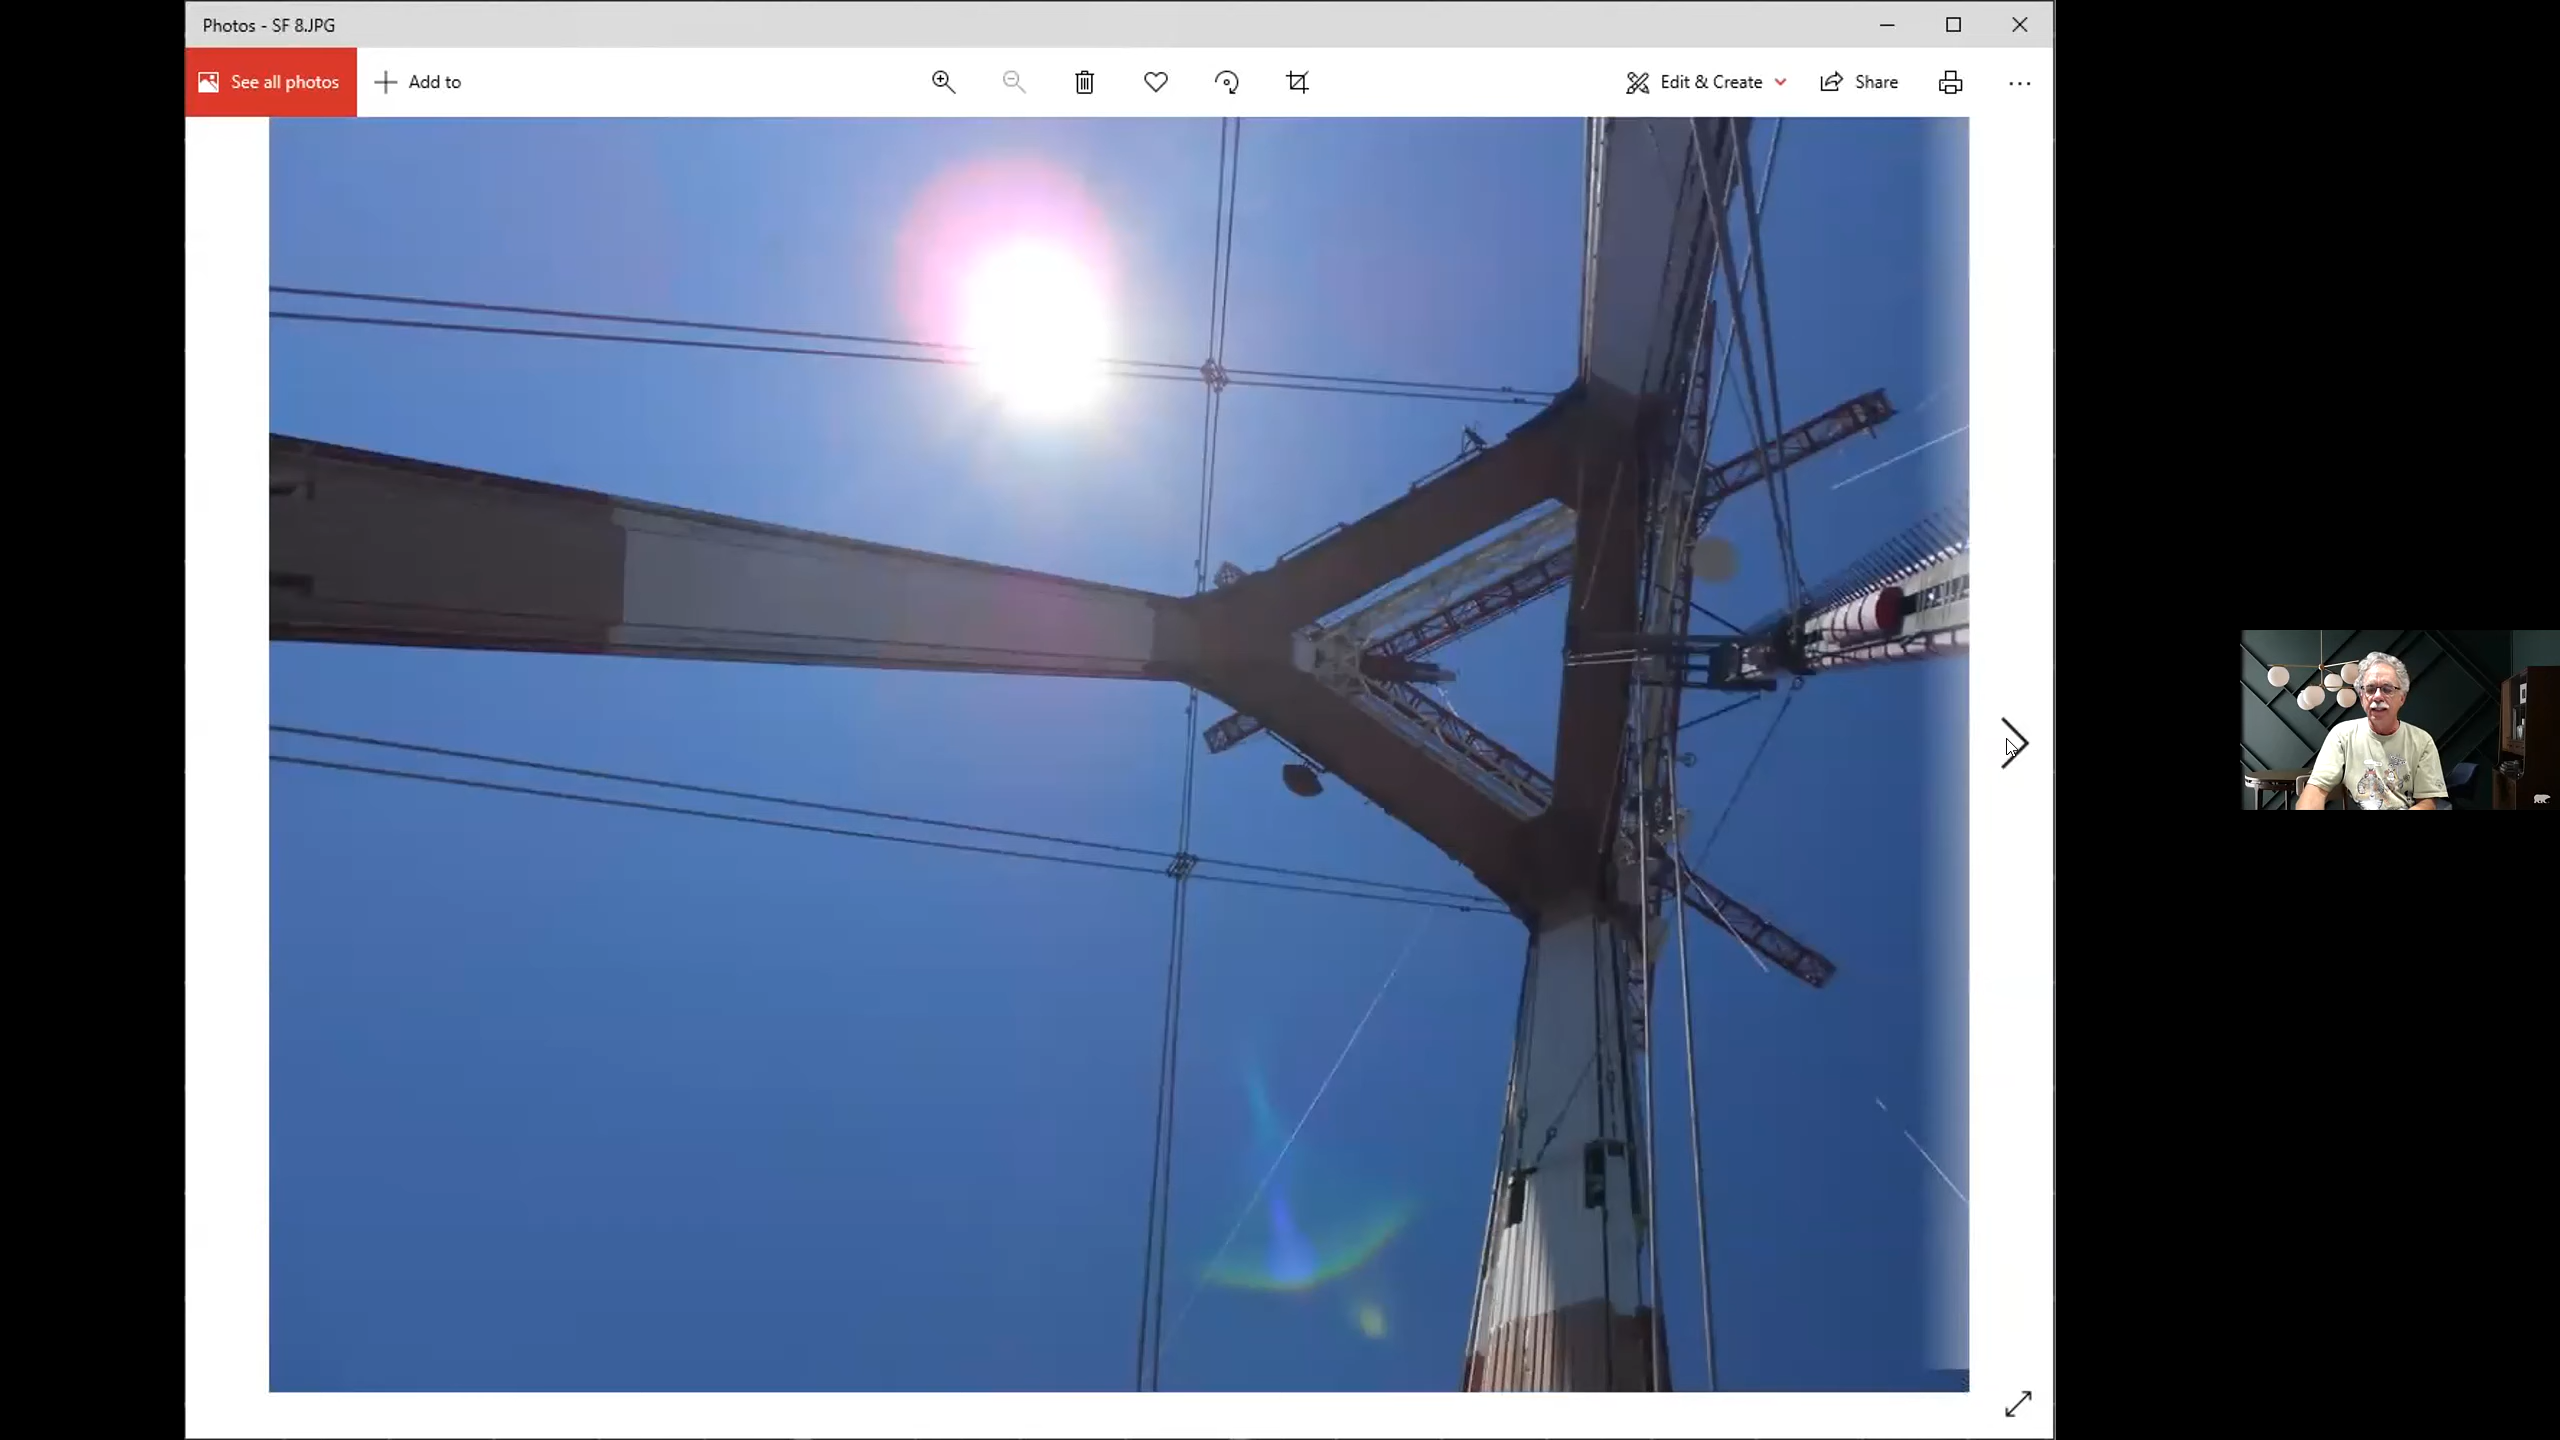 Photos - SF 8.JPG
See all photos
Add to
Edit & Create
Share